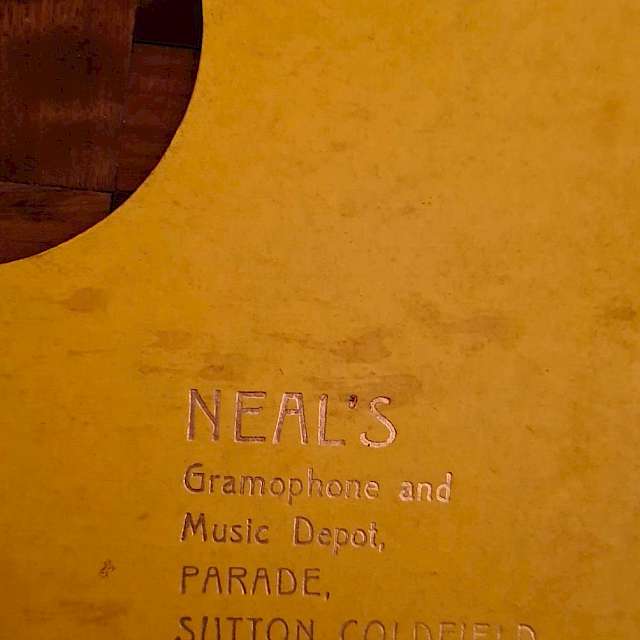 NEAL'S
Gramophone and
Music Depot,
PARADE,
SUTTON COLDFIELD